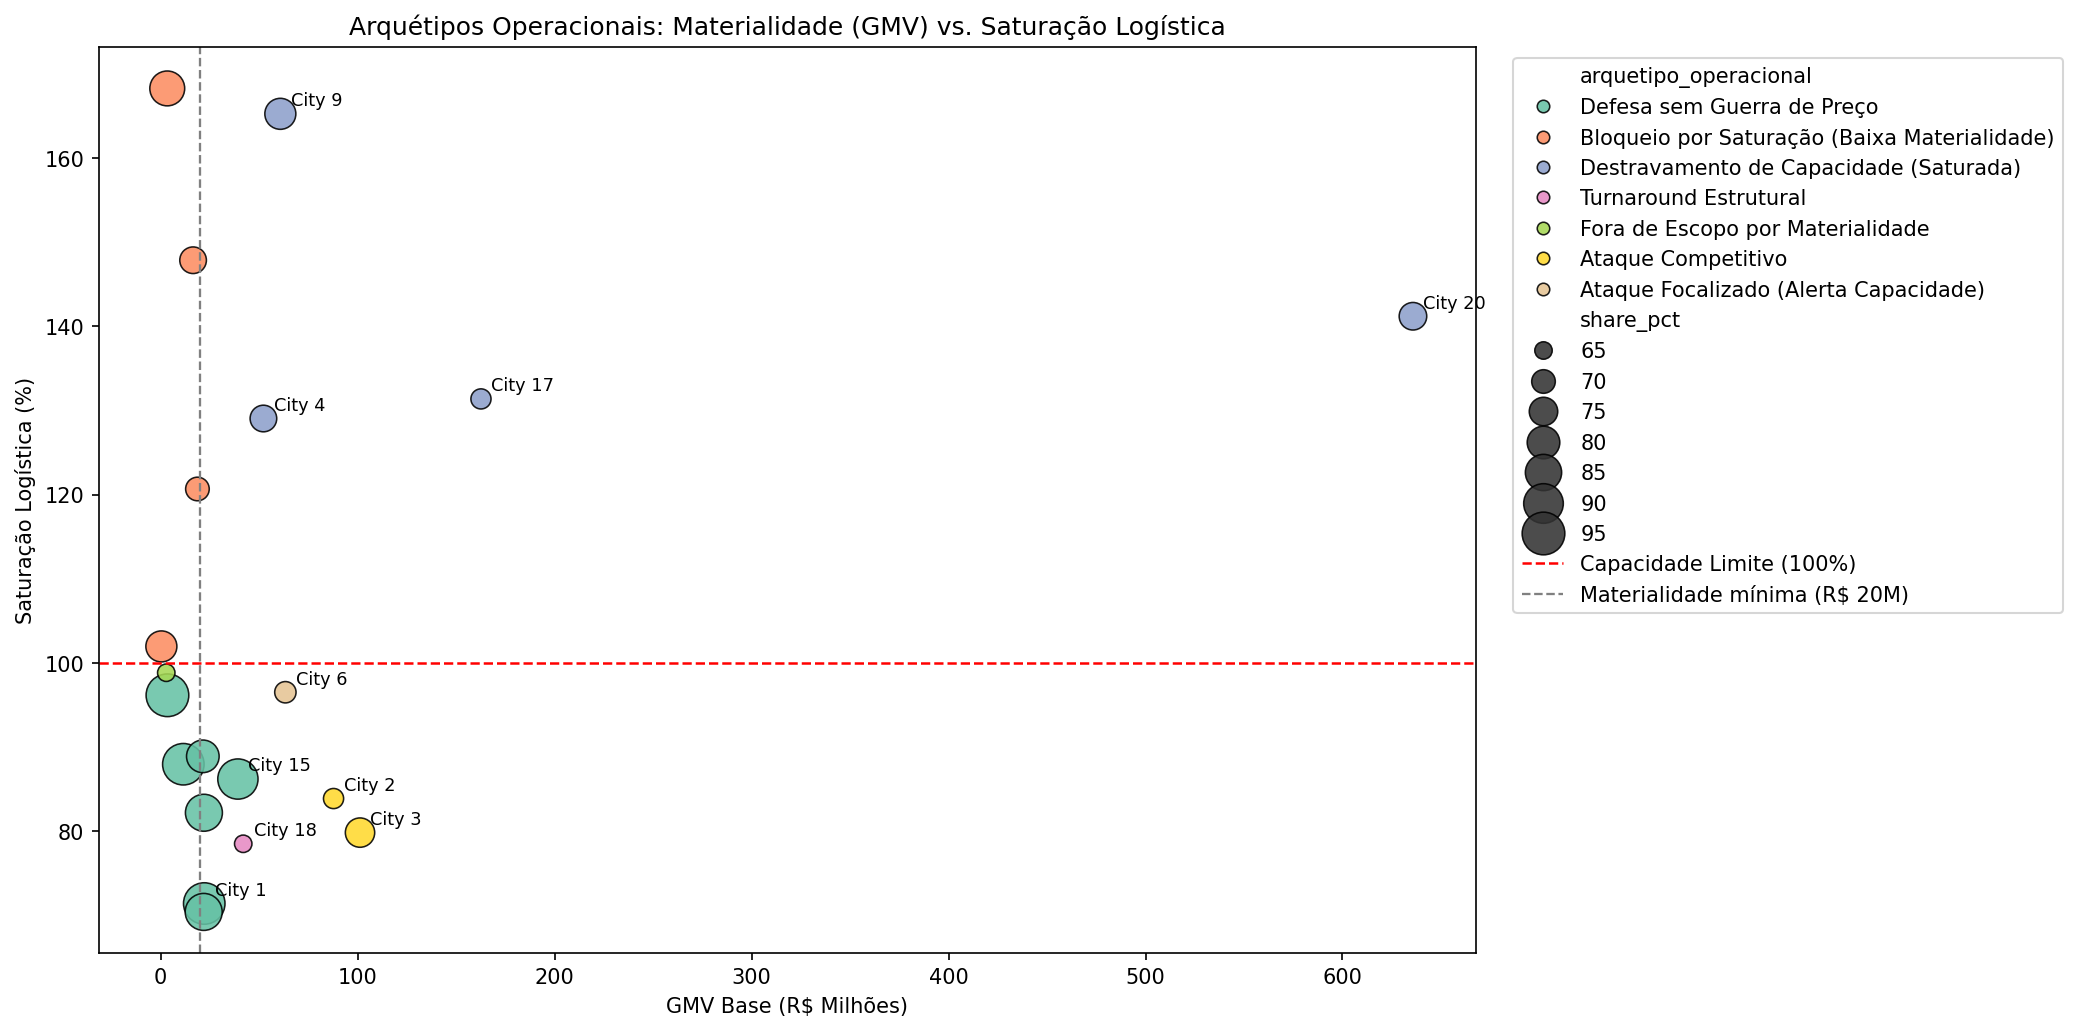 Arquétipos Operacionais: Materialidade (GMV) vs. Saturação Logística
Saturação Logística (%)
160
140
120
100
80
City 9
City 20
City 17
City 4
City 6
City 15
City 2
City 3
City 18
City 1
0
100
200
300
400
500
600
GMV Base (R$ Milhões)
arquetipo_operacional
Defesa sem Guerra de Preço
Bloqueio por Saturação (Baixa Materialidade)
Destravamento de Capacidade (Saturada)
Turnaround Estrutural
Fora de Escopo por Materialidade
Ataque Competitivo
Ataque Focalizado (Alerta Capacidade)
share_pct
65
70
75
80
85
90
95
Capacidade Limite (100%)
Materialidade mínima (R$ 20M)